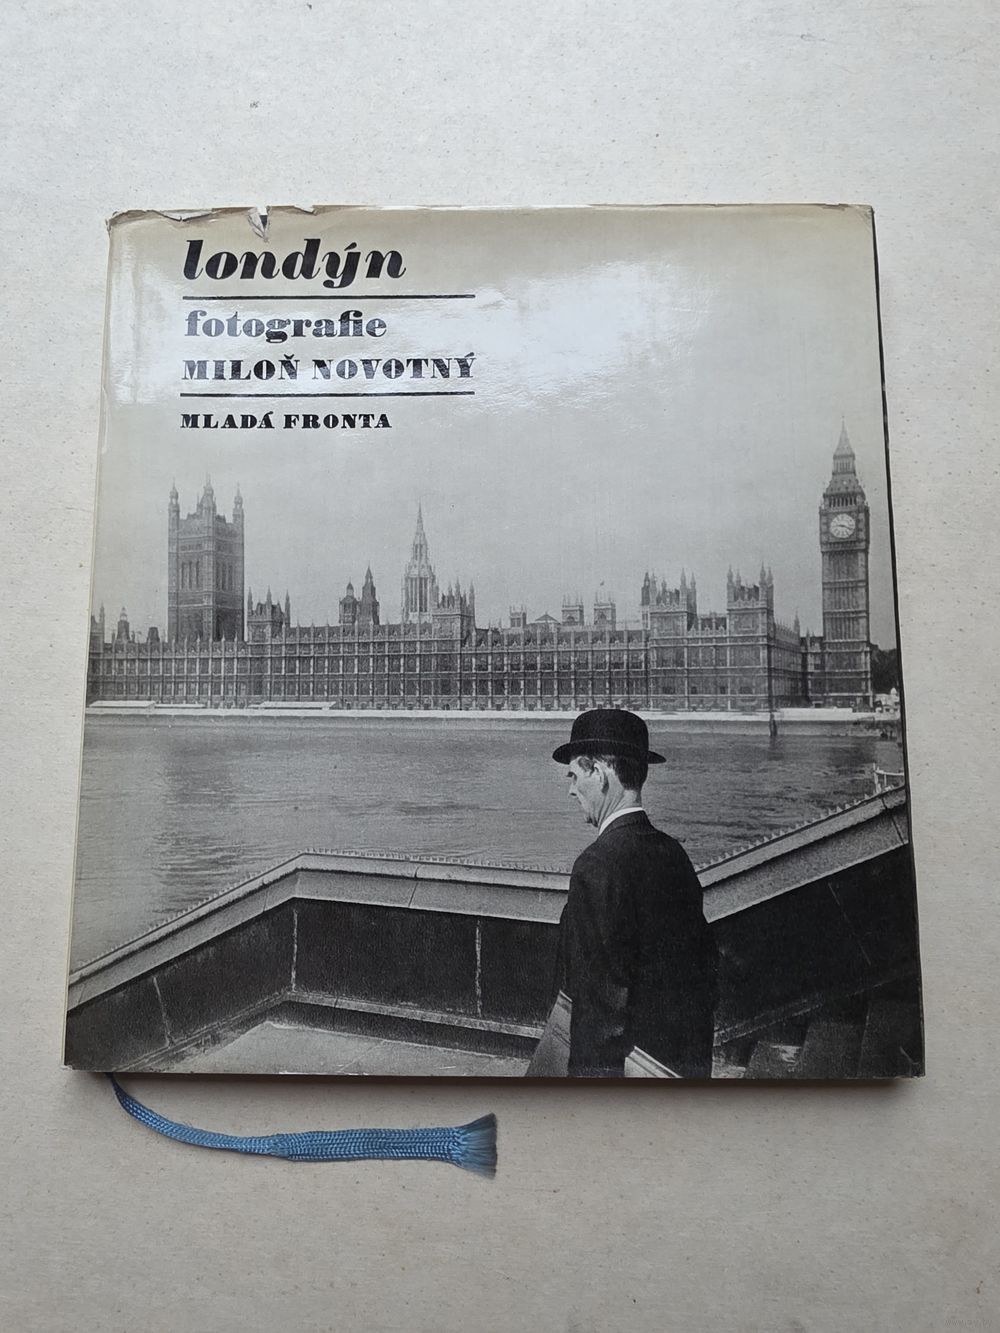 londýn
fotografie
MILOŇ NOVOTNÝ
MLADÁ FRONTA